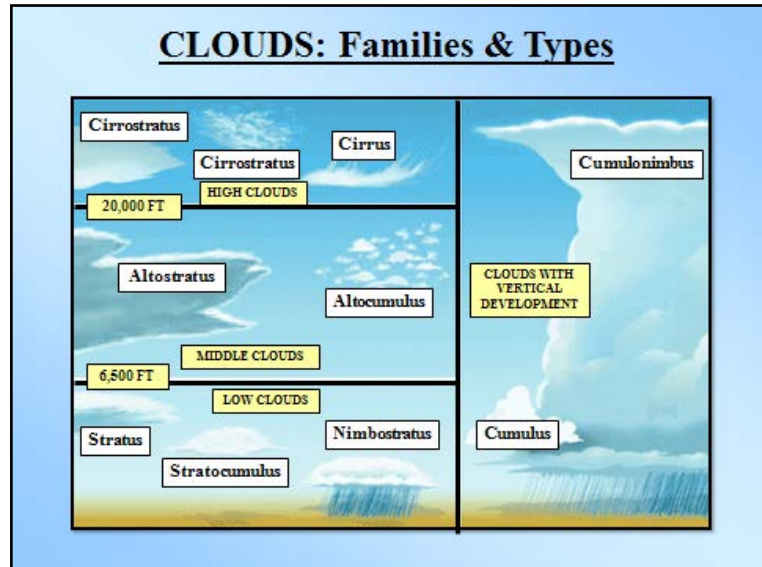 CLOUDS: Families & Types
Cirrostratus
Cirrostratus
Cirrus
HIGH CLOUDS
20,000 FT
Altostratus
Altocumulus
MIDDLE CLOUDS
6,500 FT
LOW CLOUDS
Stratus
Stratocumulus
Nimbostratus
Cumulonimbus
CLOUDS WITH
VERTICAL
DEVELOPMENT
Cumulus